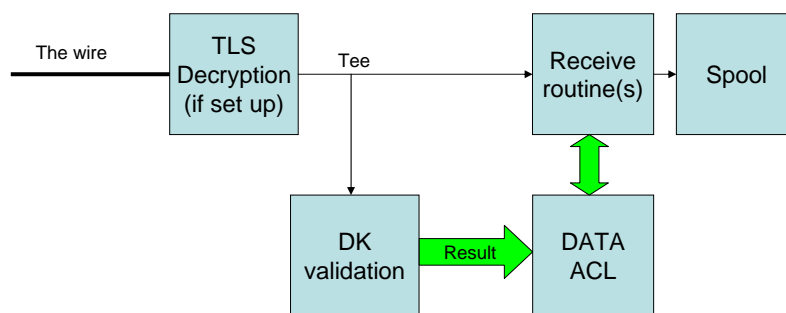 The wire
TLS
Decryption
(if set up)
Tee
Receive
routine(s)
Spool
DK
validation
Result
DATA
ACL